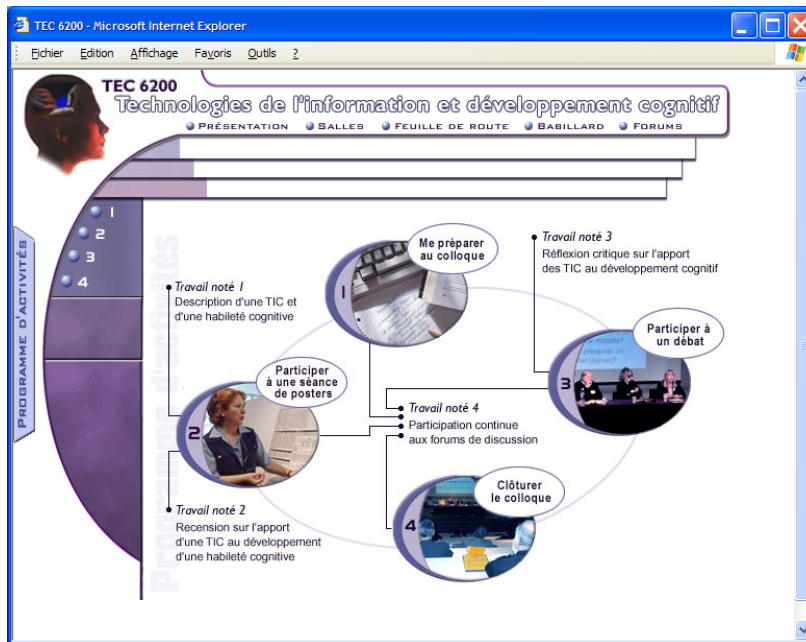 TEC 6200 - Microsoft Internet Explorer
Fichier Edition Affichage Favoris Outils ?
TEC 6200
Technologies de l'information et développement cognitif
PRÉSENTATION SALLES FEUILLE DE ROUTE BABILLARD FORUMS
PROGRAMME D'ACTIVITÉS
1
2
3
4
Programme d'activités
Me préparer
au colloque
1
Travail noté 3
Réflexion critique sur l'apport
des TIC au développement cognitif
Travail noté 1
Description d'une TIC et
d'une habileté cognitive
Participer à
un débat
3
Participer
à une séance
de posters
2
Travail noté 4
Participation continue
aux forums de discussion
Clôturer
le colloque
4
Travail noté 2
Recension sur l'apport
d'une TIC au développement
d'une habileté cognitive